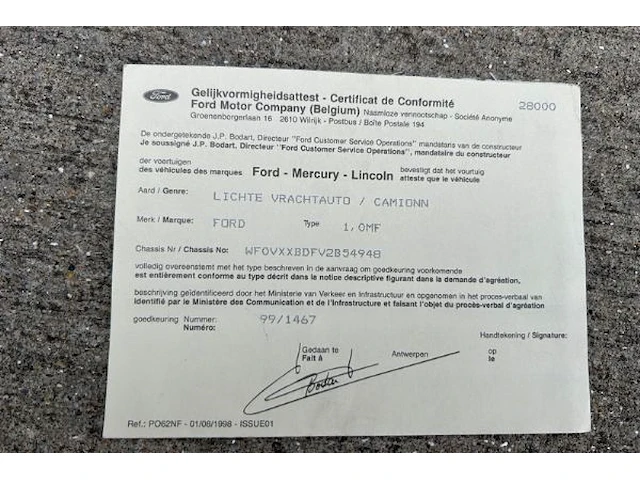 Ford
Gelijkvormigheidsattest - Certificat de Conformité
Ford Motor Company (Belgium) Naamloze vennootschap - Société Anonyme
28000
Groenenborgerlaan 16 2610 Wilrijk - Postbus / Boîte Postale 194
De ondergetekende J.P. Bodart, Directeur "Ford Customer Service Operations", mandataris van de constructeur
Je soussigné J.P. Bodart, Directeur "Ford Customer Service Operations", mandataire du constructeur
der voertuigen
des véhicules des marques Ford - Mercury - Lincoln
bevestigt dat het voertuig
atteste que le véhicule
Aard / Genre: LICHTE VRACHTAUTO / CAMIONN
Merk / Marque: FORD Type 1,0MF
Chassis Nr / Chassis No: WF0VXXBDFV2B54948
volledig overeenstemt met het type beschreven in de aanvraag om goedkeuring voorkomende
est entièrement conforme au type décrit dans la notice descriptive figurant dans la demande d'agréation,
beschrijving geïdentificeerd door het Ministerie van Verkeer en Infrastructuur en opgenomen in het proces-verbaal van
identifié par le Ministère des Communication et de l'Infrastructure et faisant l'objet du procès-verbal d'agréation
goedkeuring Nummer: 99/1467
Numéro:
Handtekening / Signature:
Gedaan te
Fait à
Antwerpen
op
le
Ref.: PO62NF - 01/06/1998 - ISSUE01